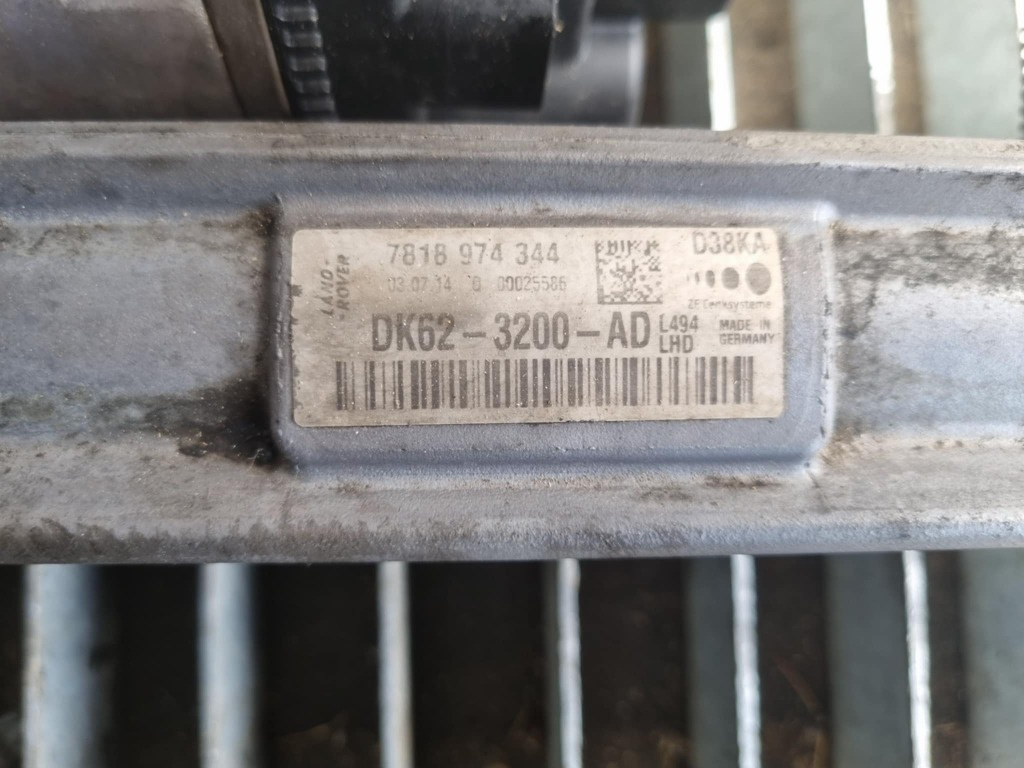 LAND-
-ROVER
7818 974 344
03.07.14 0 00025586
D38KA
ZF Lenksysteme
DK62-3200-AD
L494
LHD
MADE IN
GERMANY